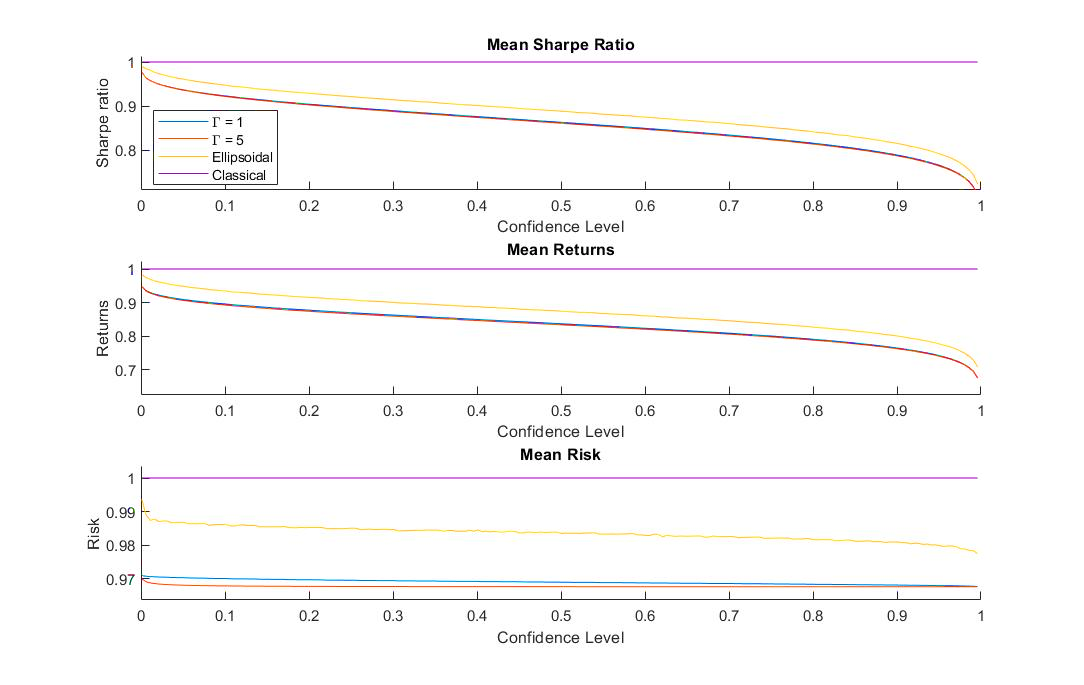 Mean Sharpe Ratio
Sharpe ratio
1
0.9
0.8
Γ = 1
Γ = 5
Ellipsoidal
Classical
0 0.1 0.2 0.3 0.4 0.5 0.6 0.7 0.8 0.9 1
Confidence Level
Mean Returns
Returns
1
0.9
0.8
0.7
0 0.1 0.2 0.3 0.4 0.5 0.6 0.7 0.8 0.9 1
Confidence Level
Mean Risk
Risk
1
0.99
0.98
0.97
0 0.1 0.2 0.3 0.4 0.5 0.6 0.7 0.8 0.9 1
Confidence Level